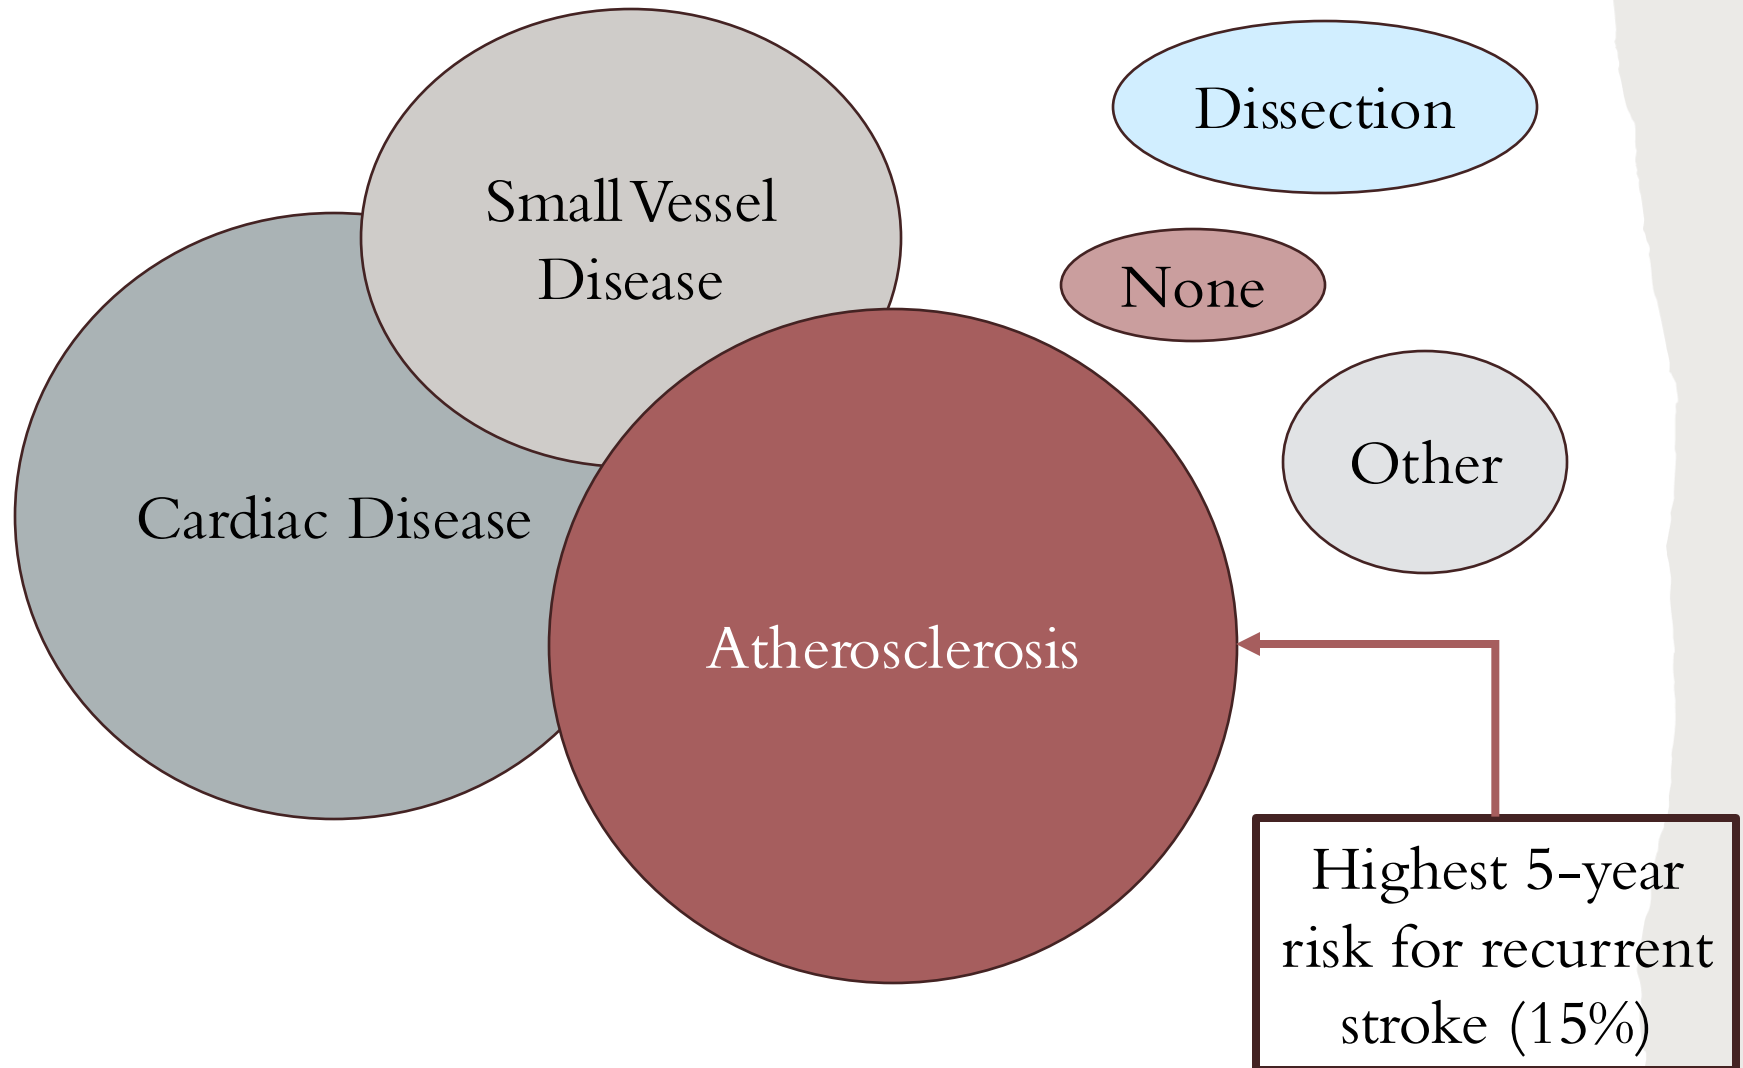 Small Vessel
Disease
Cardiac Disease
Atherosclerosis
Dissection
None
Other
Highest 5-year
risk for recurrent
stroke (15%)